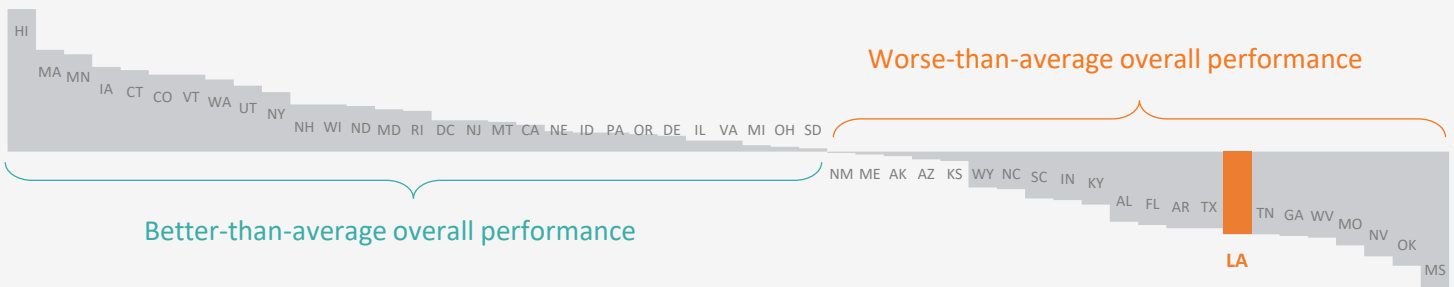 HI
MA MN IA CT CO VT WA UT NY NH WI ND MD RI DC NJ MT CA NE ID PA OR DE IL VA MI OH SD
Worse-than-average overall performance
NM ME AK AZ KS WY NC SC IN KY AL FL AR TX TN GA WV MO NV OK MS
Better-than-average overall performance
LA